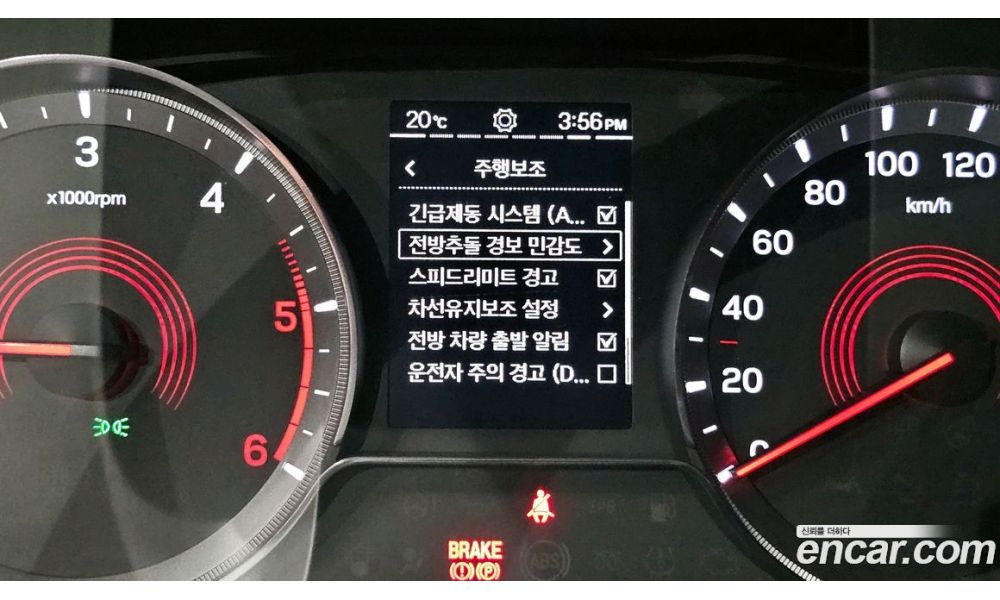 20°C 3:56PM
주행보조
긴급제동 시스템 (A...
전방추돌 경보 민감도
스피드리미트 경고
차선유지보조 설정
전방 차량 출발 알림
운전자 주의 경고 (D...
3
4
5
6
x1000rpm
0
20
40
60
80
100
120
km/h
BRAKE
(!) (P)
ABS
신뢰를 더하다
encar.com